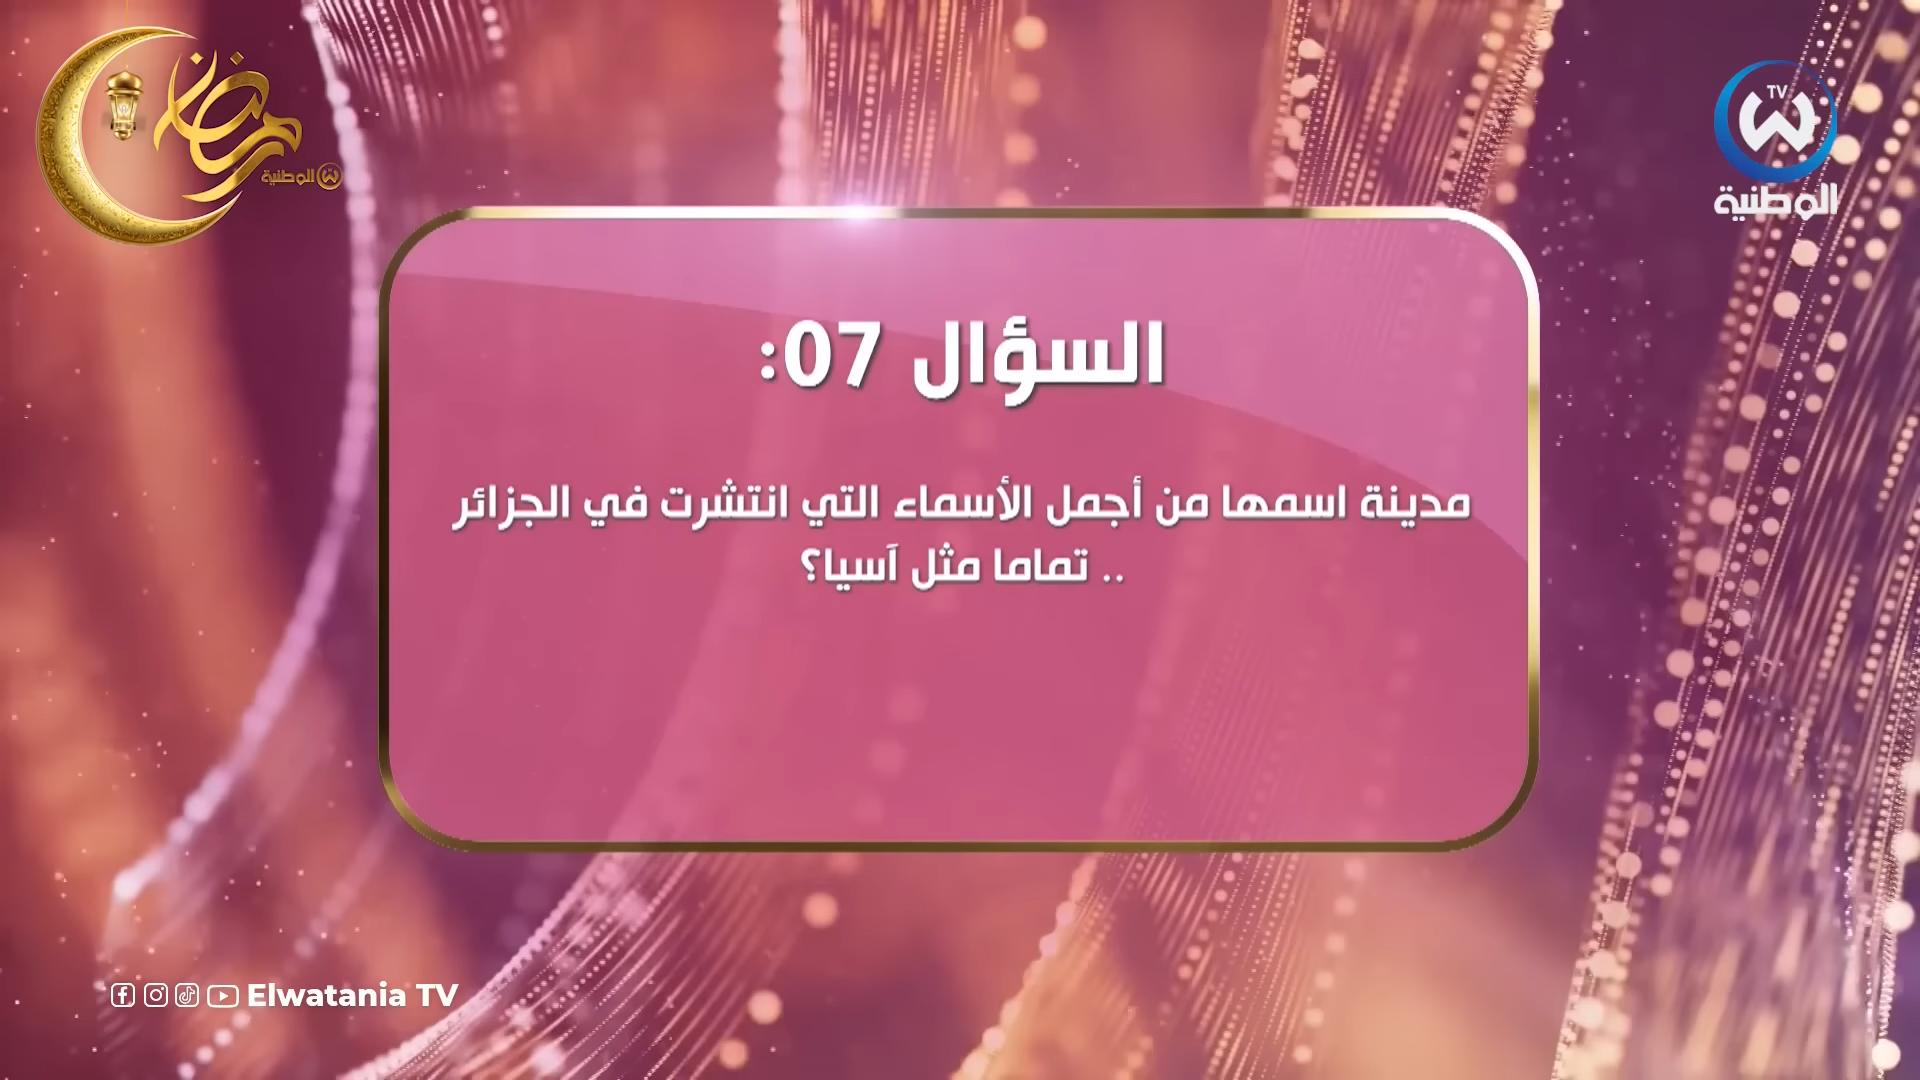 رمضان
الوطنية
TV
الوطنية
السؤال 07:
مدينة اسمها من أجمل الأسماء التي انتشرت في الجزائر
.. تماما مثل آسيا؟
Elwatania TV